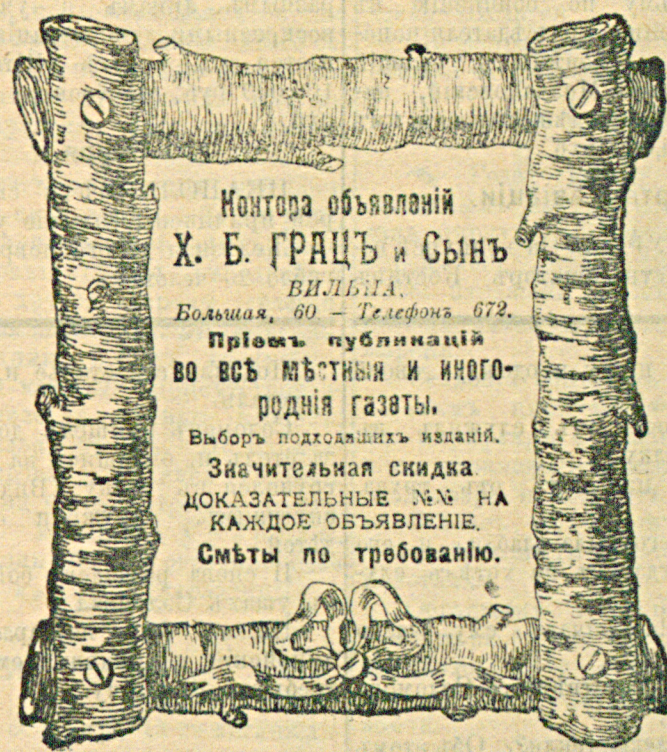 Контора объявленій
Х. Б. ГРАЦЪ и Сынъ
ВИЛЬНА,
Большая, 60. — Телефонъ 672.
Пріемъ публикацій
во всѣ мѣстныя и иного-
роднія газеты.
Выборъ подходящихъ изданій.
Значительная скидка
ДОКАЗАТЕЛЬНЫЕ №№ НА
КАЖДОЕ ОБЪЯВЛЕНІЕ.
Смѣты по требованію.